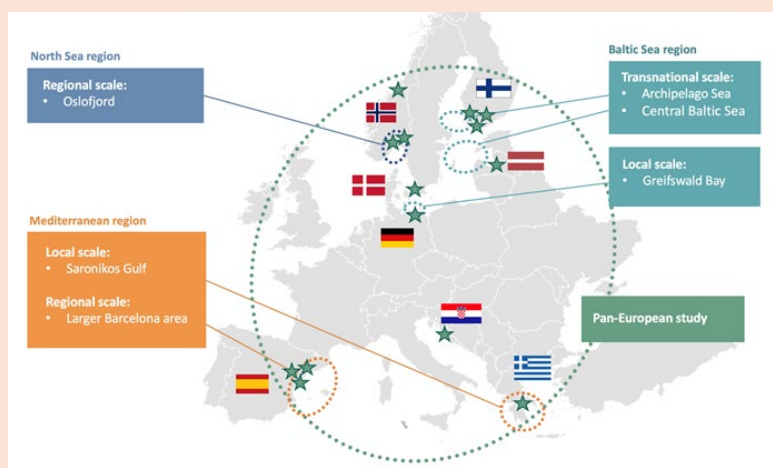 North Sea region
Regional scale:
• Oslofjord
Baltic Sea region
Transnational scale:
• Archipelago Sea
• Central Baltic Sea
Local scale:
• Greifswald Bay
Mediterranean region
Local scale:
• Saronikos Gulf
Regional scale:
• Larger Barcelona area
Pan-European study